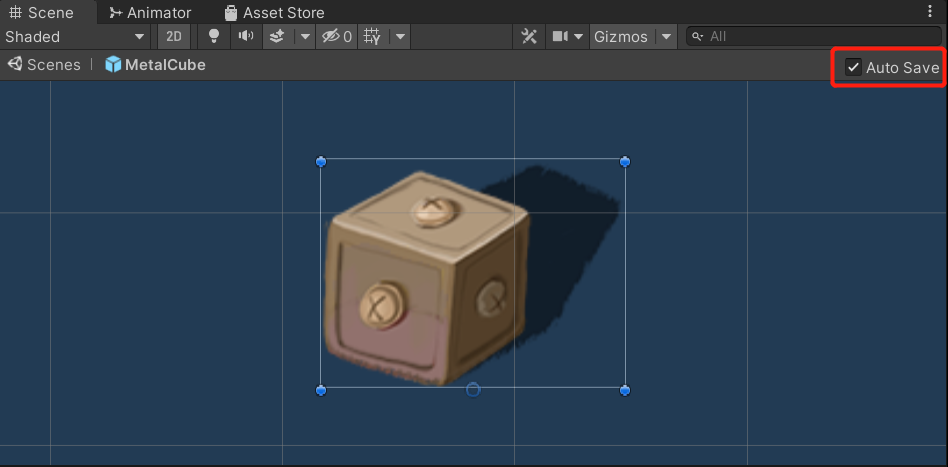 Scene Animator Asset Store
Shaded 2D 0 Gizmos All
Scenes | MetalCube Auto Save